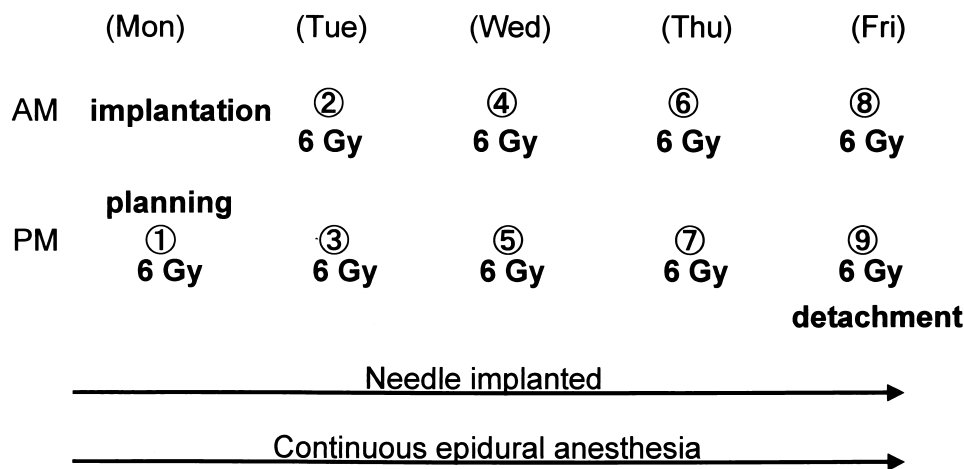 (Mon) (Tue) (Wed) (Thu) (Fri)
AM implantation ② ④ ⑥ ⑧
6 Gy 6 Gy 6 Gy 6 Gy
planning
PM ① ③ ⑤ ⑦ ⑨
6 Gy 6 Gy 6 Gy 6 Gy 6 Gy
detachment
Needle implanted
Continuous epidural anesthesia